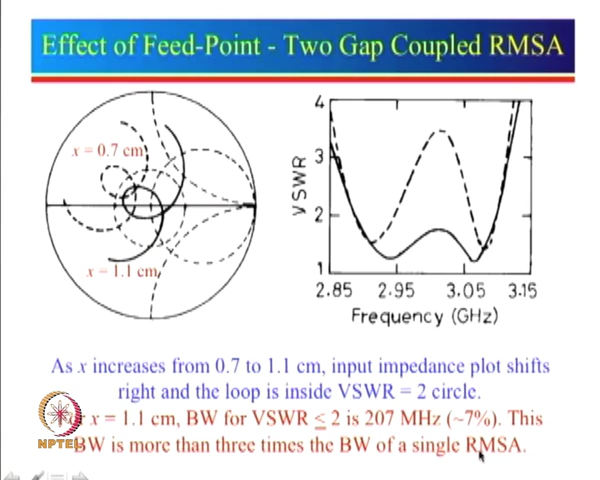 Effect of Feed-Point - Two Gap Coupled RMSA
x = 0.7 cm
x = 1.1 cm
4
3
2
1
VSWR
2.85 2.95 3.05 3.15
Frequency (GHz)
As x increases from 0.7 to 1.1 cm, input impedance plot shifts
right and the loop is inside VSWR = 2 circle.
x = 1.1 cm, BW for VSWR ≤ 2 is 207 MHz (~7%). This
BW is more than three times the BW of a single RMSA.
NPTEL